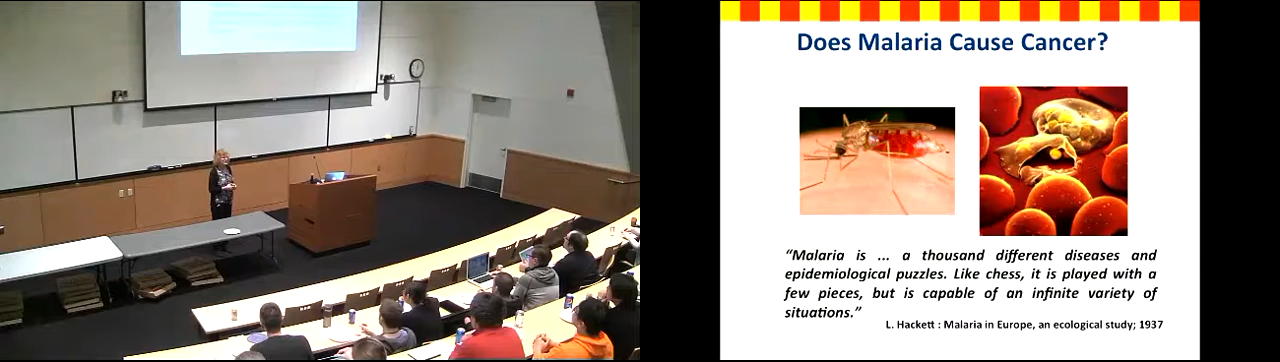 Does Malaria Cause Cancer?
“Malaria is ... a thousand different diseases and
epidemiological puzzles. Like chess, it is played with a
few pieces, but is capable of an infinite variety of
situations.”
L. Hackett : Malaria in Europe, an ecological study; 1937